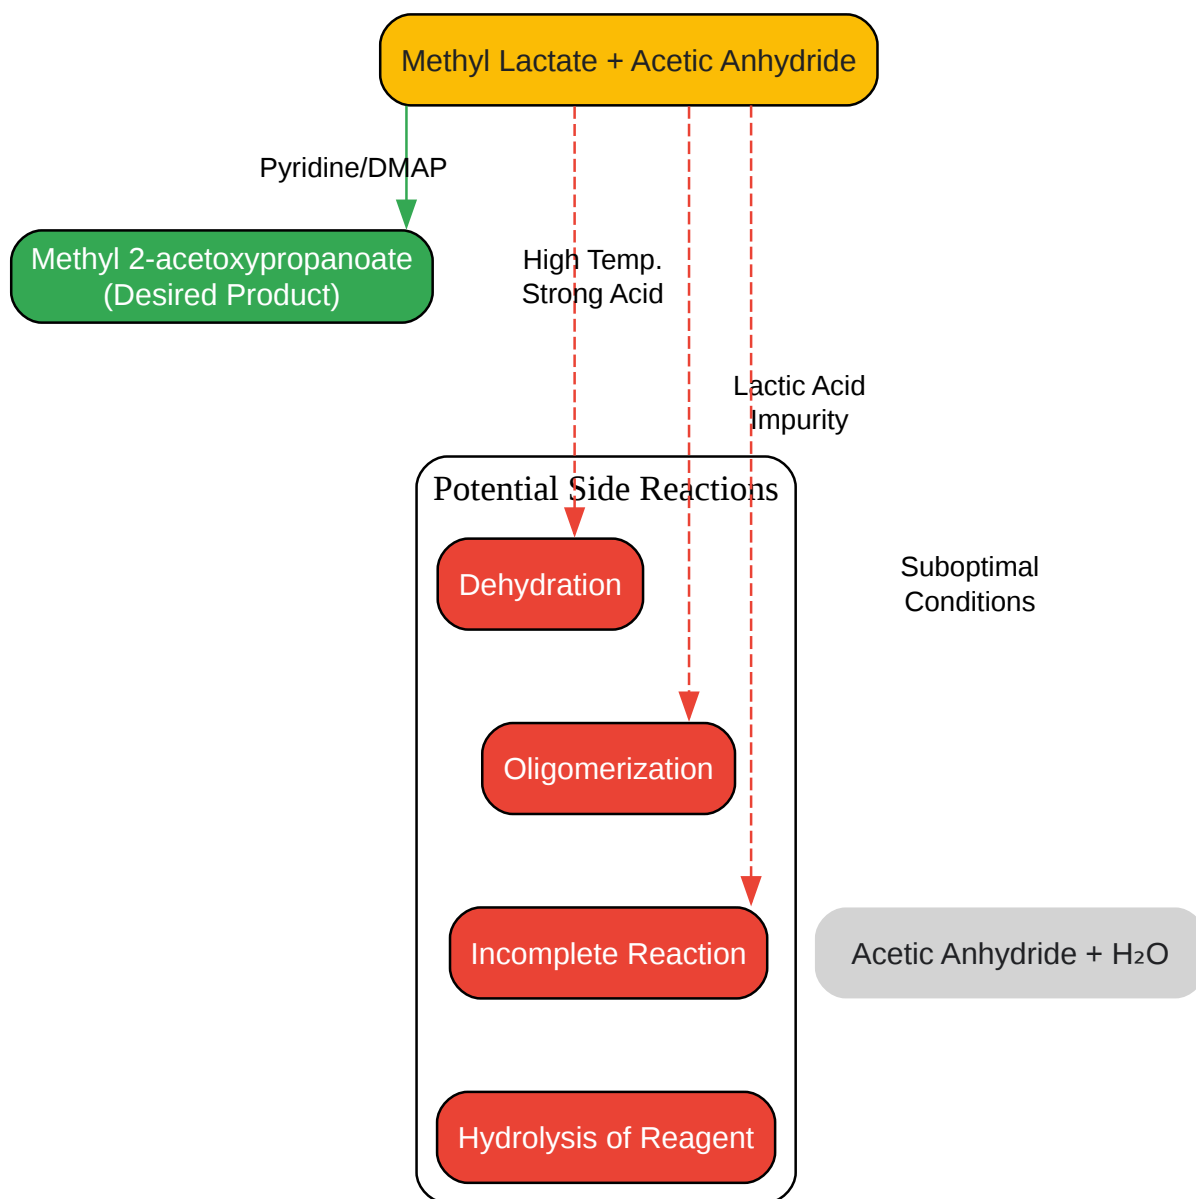 Methyl Lactate + Acetic Anhydride
Pyridine/DMAP
Methyl 2-acetoxypropanoate
(Desired Product)
High Temp.
Strong Acid
Lactic Acid
Impurity
Potential Side Reactions
Dehydration
Suboptimal
Conditions
Oligomerization
Incomplete Reaction
Acetic Anhydride + H₂O
Hydrolysis of Reagent